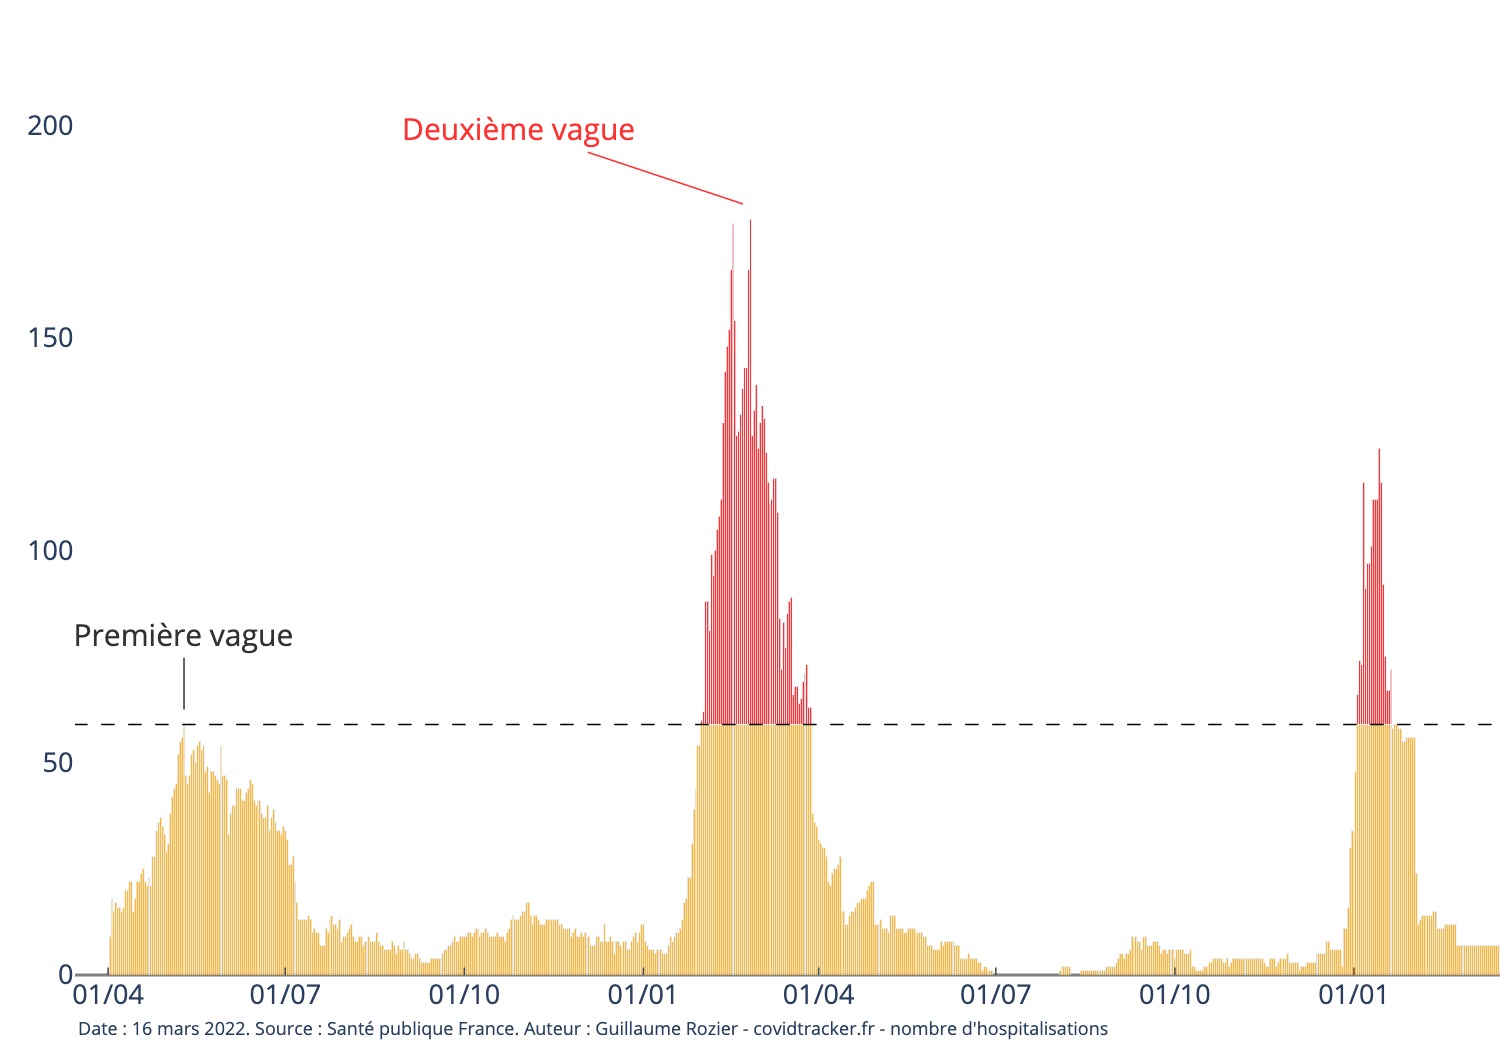 200
Deuxième vague
150
100
Première vague
50
0
01/04 01/07 01/10 01/01 01/04 01/07 01/10 01/01
Date : 16 mars 2022. Source : Santé publique France. Auteur : Guillaume Rozier - covidtracker.fr - nombre d'hospitalisations